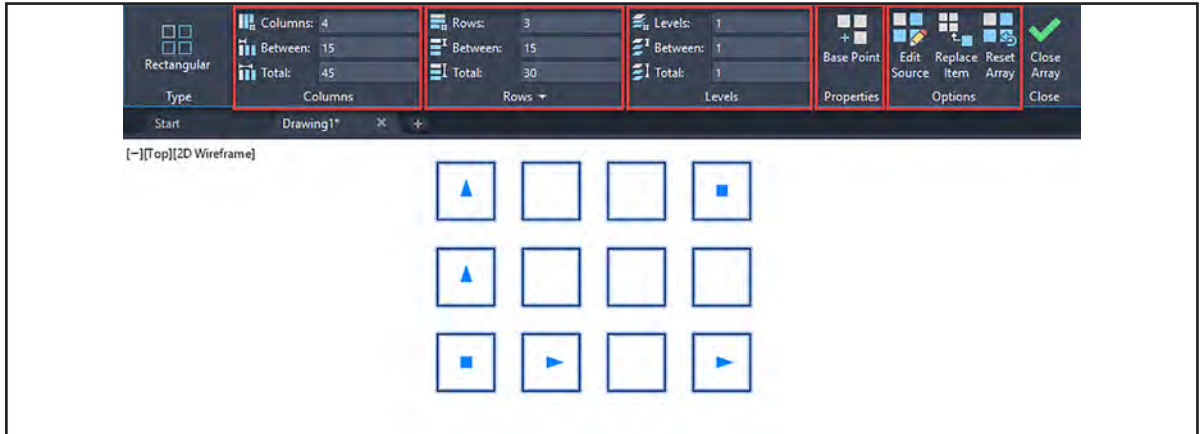 Columns: 4
Between: 15
Total: 45
Columns
Rows: 3
Between: 15
Total: 30
Rows
Levels: 1
Between: 1
Total: 1
Levels
Rectangular
Type
Base Point
Properties
Edit Source
Replace Item
Reset Array
Options
Close Array
Close
Start
Drawing1*
[−][Top][2D Wireframe]